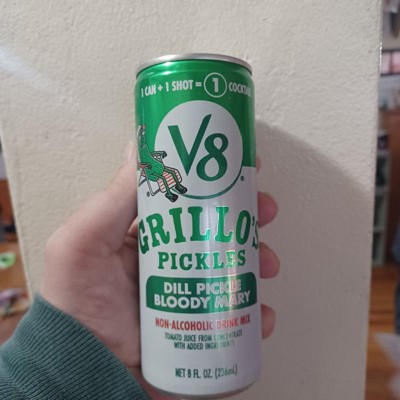 1 CAN + 1 SHOT = 1 COCKTAIL
V8
GRILLO'S
PICKLES
DILL PICKLE
BLOODY MARY
NON-ALCOHOLIC DRINK MIX
TOMATO JUICE FROM CONCENTRATE
WITH ADDED INGREDIENTS
NET 8 FL. OZ. (236mL)